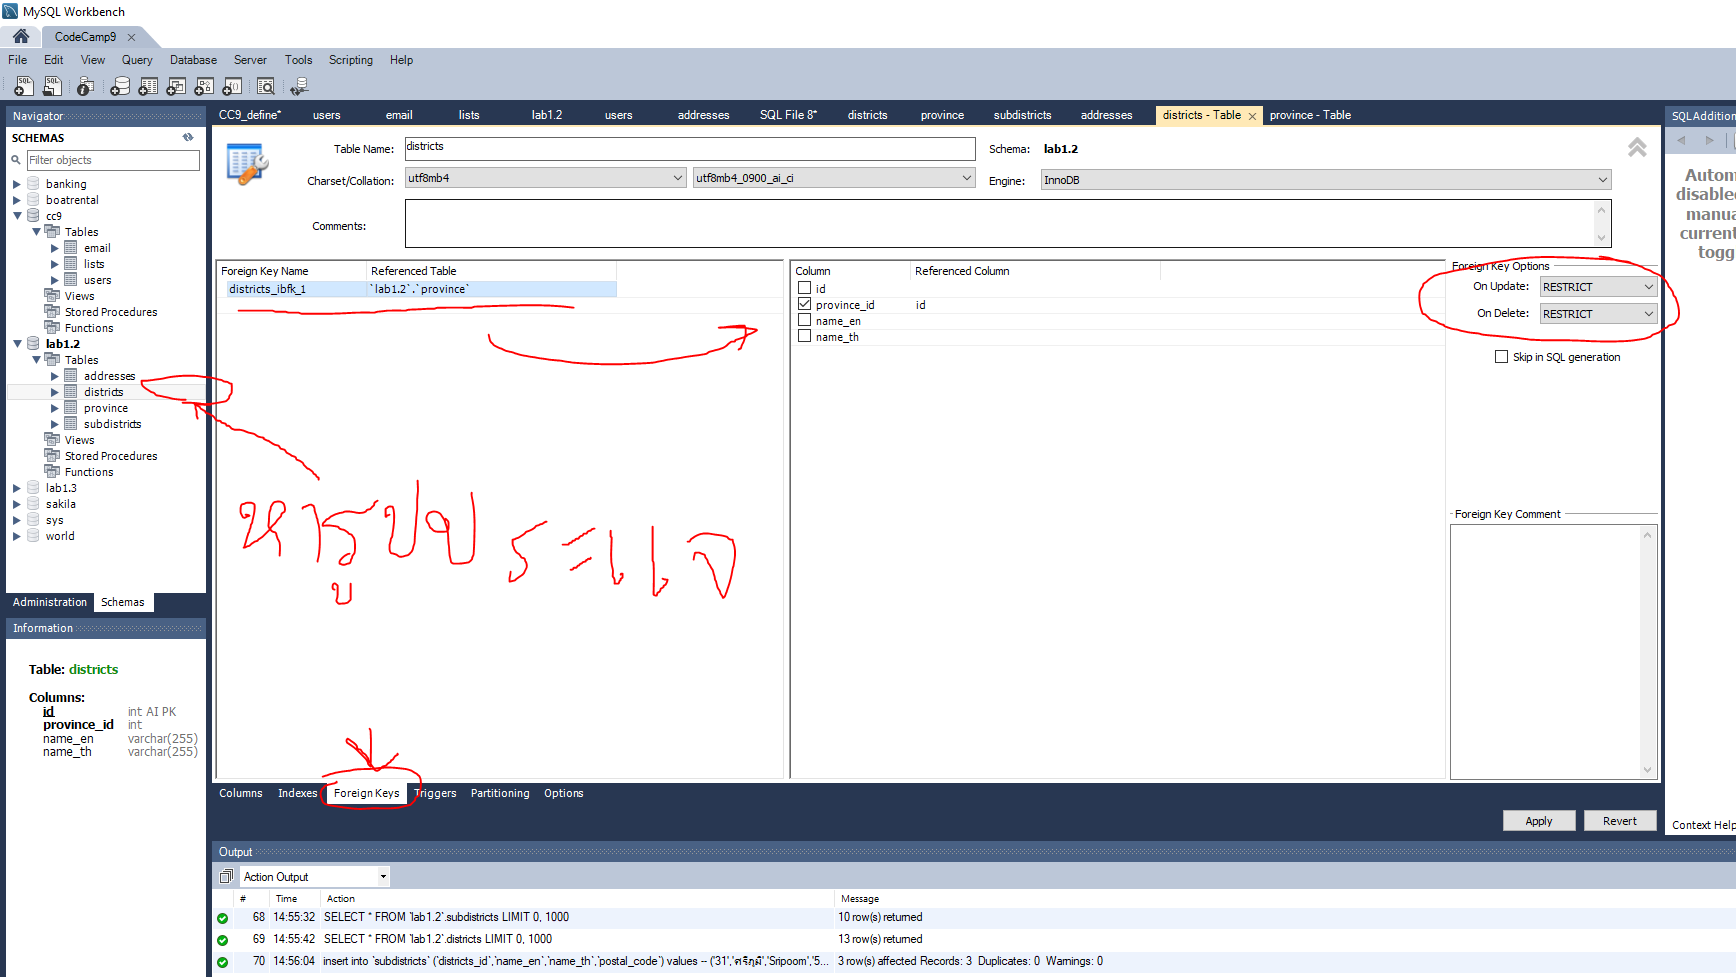 MySQL Workbench
CodeCamp9
File Edit View Query Database Server Tools Scripting Help
Navigator
SCHEMAS
Filter objects
banking
boatrental
cc9
Tables
email
lists
users
Views
Stored Procedures
Functions
lab1.2
Tables
addresses
districts
province
subdistricts
Views
Stored Procedures
Functions
lab1.3
sakila
sys
world
Administration Schemas
Information
Table: districts
Columns:
id int AI PK
province_id int
name_en varchar(255)
name_th varchar(255)
CC9_define* users email lists lab1.2 users addresses SQL File 8* districts province subdistricts addresses districts - Table province - Table
Table Name: districts Schema: lab1.2
Charset/Collation: utf8mb4 utf8mb4_0900_ai_ci Engine: InnoDB
Comments:
Foreign Key Name Referenced Table
districts_ibfk_1 `lab1.2`.`province`
Column Referenced Column
id
province_id id
name_en
name_th
Foreign Key Options
On Update: RESTRICT
On Delete: RESTRICT
Skip in SQL generation
Foreign Key Comment
Columns Indexes Foreign Keys Triggers Partitioning Options
Apply Revert
SQLAddition
Autom
disabled
manua
current
togg
Context Help
Output
Action Output
# Time Action Message
68 14:55:32 SELECT * FROM `lab1.2`.subdistricts LIMIT 0, 1000 10 row(s) returned
69 14:55:42 SELECT * FROM `lab1.2`.districts LIMIT 0, 1000 13 row(s) returned
70 14:56:04 insert into `subdistricts` (`districts_id`,`name_en`,`name_th`,`postal_code`) values -- ('31','ศรีภูมิ','Sripoom','5... 3 row(s) affected Records: 3 Duplicates: 0 Warnings: 0